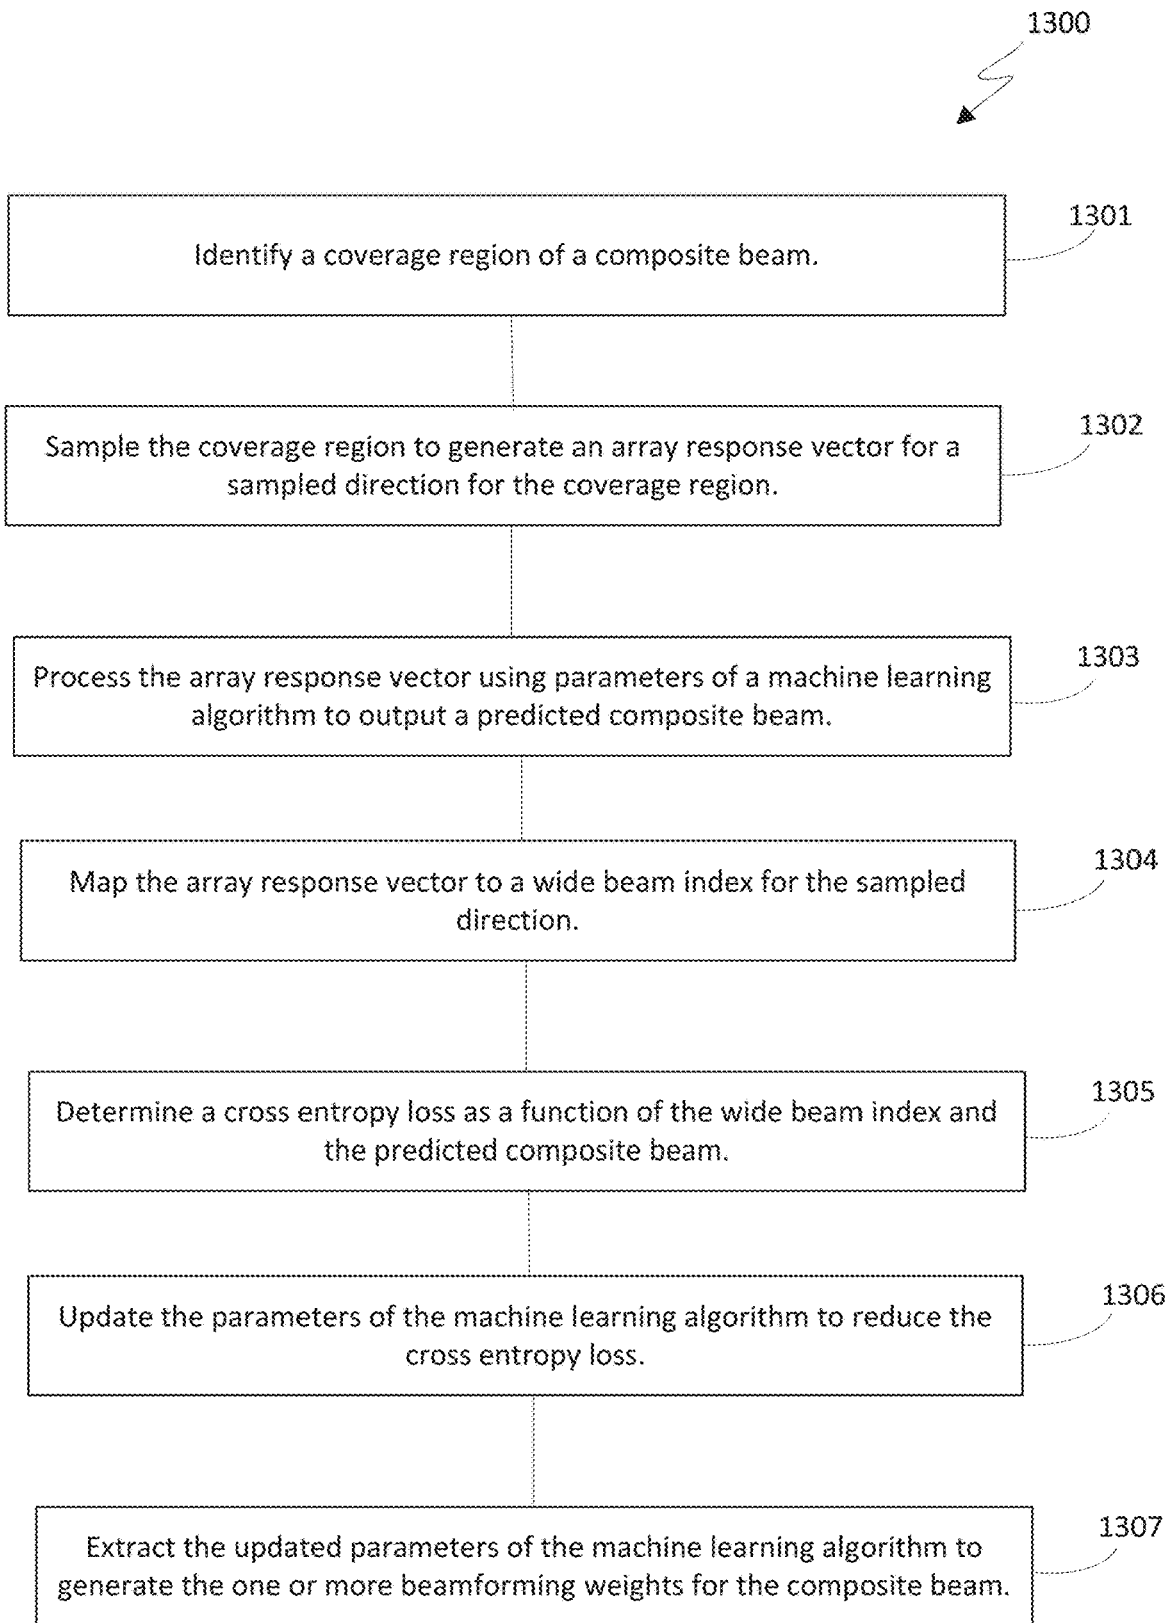 1300
Identify a coverage region of a composite beam.
1301
Sample the coverage region to generate an array response vector for a
sampled direction for the coverage region.
1302
Process the array response vector using parameters of a machine learning
algorithm to output a predicted composite beam.
1303
Map the array response vector to a wide beam index for the sampled
direction.
1304
Determine a cross entropy loss as a function of the wide beam index and
the predicted composite beam.
1305
Update the parameters of the machine learning algorithm to reduce the
cross entropy loss.
1306
Extract the updated parameters of the machine learning algorithm to
generate the one or more beamforming weights for the composite beam.
1307